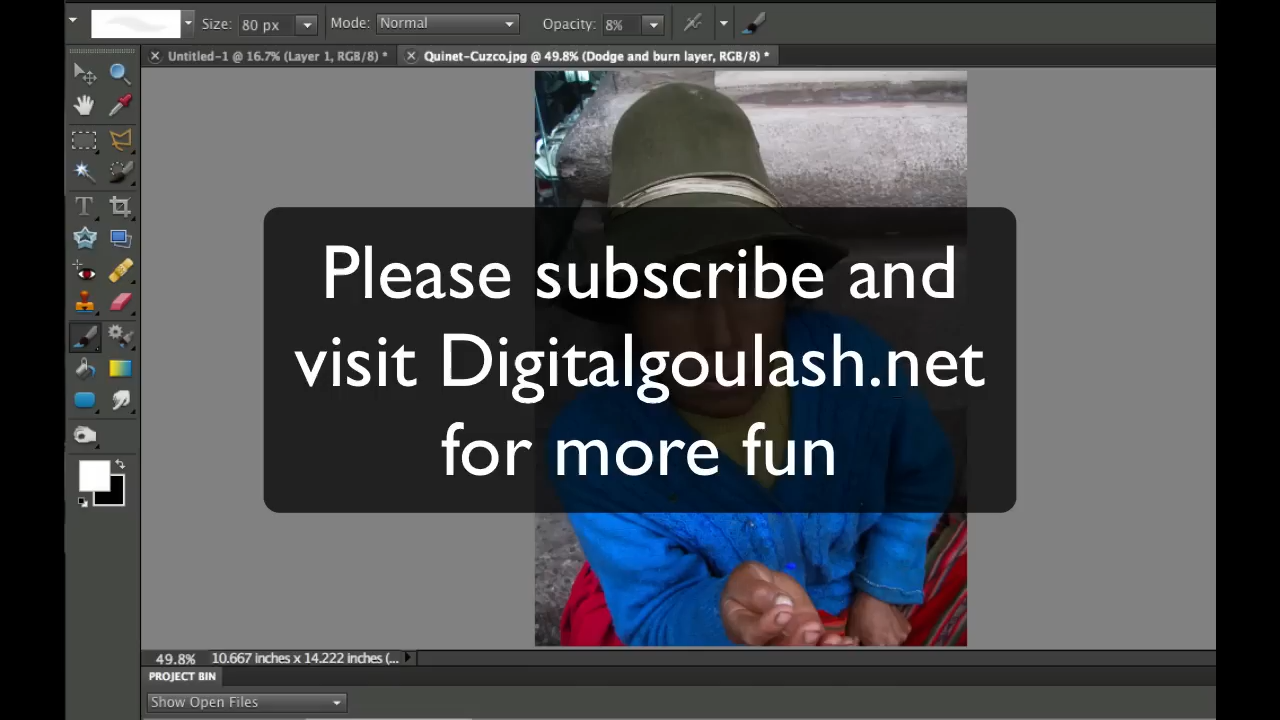 Size: 80 px Mode: Normal Opacity: 8%
Untitled-1 @ 16.7% (Layer 1, RGB/8) * Quinet-Cuzco.jpg @ 49.8% (Dodge and burn layer, RGB/8) *
T
Please subscribe and
visit Digitalgoulash.net
for more fun
49.8% 10.667 inches x 14.222 inches (...
PROJECT BIN
Show Open Files